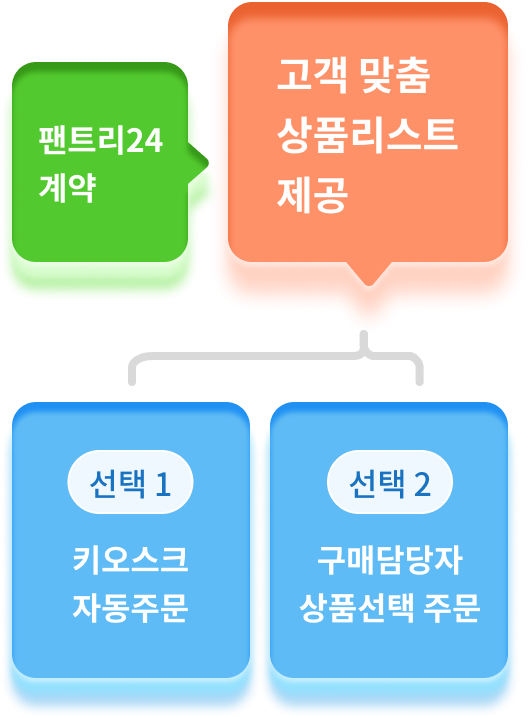 팬트리24
계약
고객 맞춤
상품리스트
제공
선택 1
키오스크
자동주문
선택 2
구매담당자
상품선택 주문